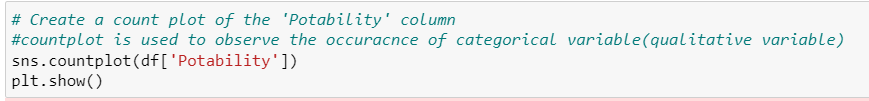 # Create a count plot of the 'Potability' column
#countplot is used to observe the occuracnce of categorical variable(qualitative variable)
sns.countplot(df['Potability'])
plt.show()